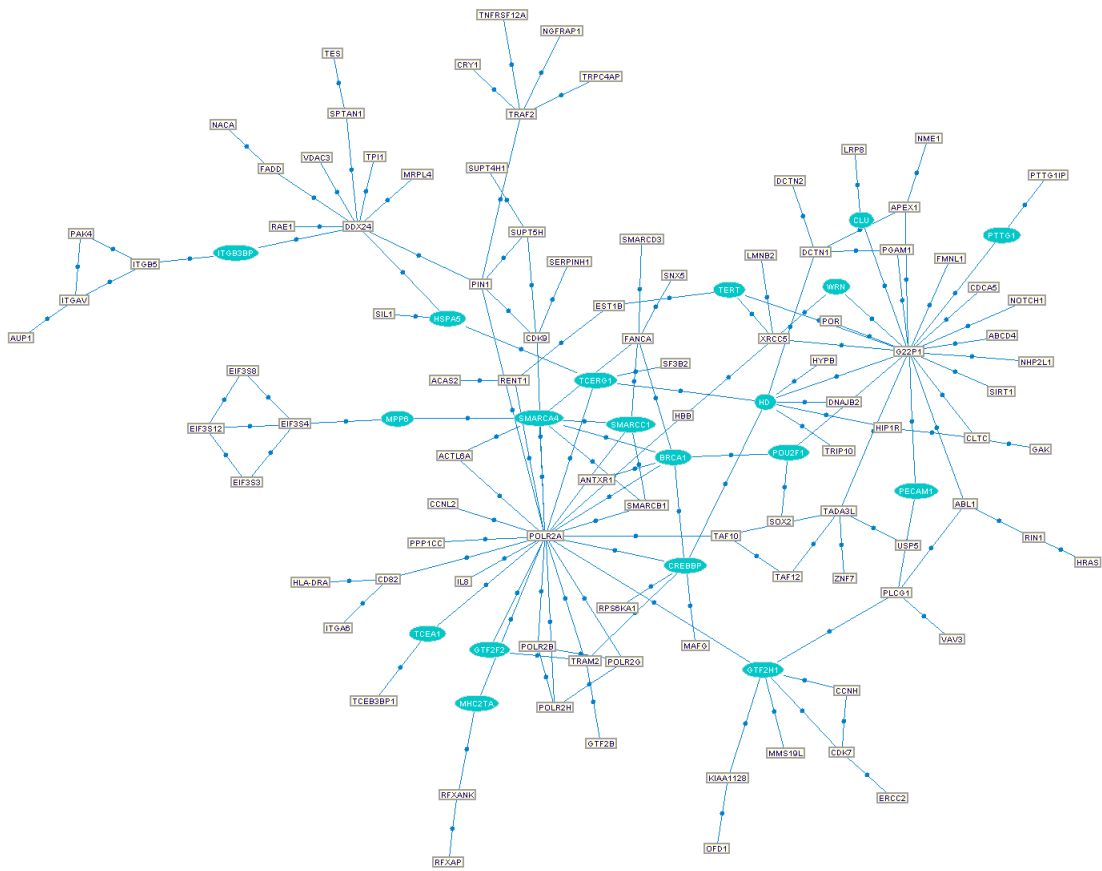 TNFRSF12A
NGFRAP1
TES
CRY1
TRPC4AP
SPTAN1
TRAF2
NACA
NME1
LRP8
VDAC3
TPI1
FADD
SUPT4H1
MRPL4
DCTN2
PTTG1IP
APEX1
CLU
RAE1
DDX24
PAK4
SUPT5H
SMARCD3
PTTG1
ITGB3BP
DCTN1
PGAM1
LMNB2
FMNL1
ITGB5
SERPINH1
SNX5
PIN1
TERT
WRN
CDCA5
ITGAV
EST1B
NOTCH1
SIL1
HSPA5
POR
AUP1
CDK9
FANCA
XRCC5
ABCD4
G22P1
HYPB
NHP2L1
EIF3S8
SF3B2
ACAS2
RENT1
TCERG1
SIRT1
HD
DNAJB2
HBB
MPP6
SMARCA4
SMARCC1
EIF3S4
EIF3S12
HIP1R
CLTC
GAK
TRIP10
ACTL6A
BRCA1
POU2F1
EIF3S3
ANTXR1
PECAM1
CCNL2
SMARCB1
ABL1
TADA3L
SOX2
POLR2A
TAF10
RIN1
PPP1CC
USP5
HRAS
CREBBP
TAF12
ZNF7
HLA-DRA
CD82
IL8
PLCG1
RPS6KA1
ITGA6
TCEA1
VAV3
MAFG
POLR2B
GTF2F2
TRAM2
POLR2G
GTF2H1
CCNH
TCEB3BP1
MHC2TA
POLR2H
GTF2B
MMS19L
CDK7
KIAA1128
RFXANK
ERCC2
OFD1
RFXAP